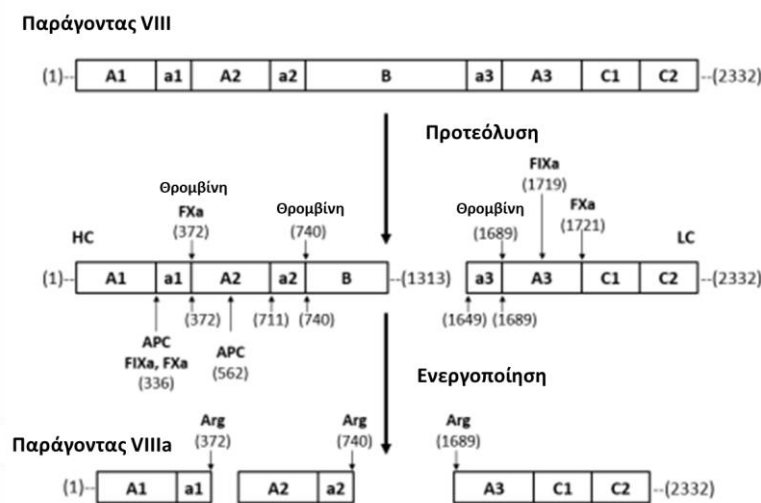 Παράγοντας VIII
(1)-- A1 a1 A2 a2 B a3 A3 C1 C2 --(2332)
Προτεόλυση
FIXa
(1719)
Θρομβίνη
FXa
(372)
Θρομβίνη
(740)
Θρομβίνη
(1689)
FXa
(1721)
HC
LC
(1)-- A1 a1 A2 a2 B --(1313) a3 A3 C1 C2 --(2332)
(372) (711) (740) (1649) (1689)
APC
FIXa, FXa
(336)
APC
(562)
Ενεργοποίηση
Παράγοντας VIIIa
Arg
(372)
Arg
(740)
Arg
(1689)
(1)-- A1 a1 A2 a2 A3 C1 C2 --(2332)